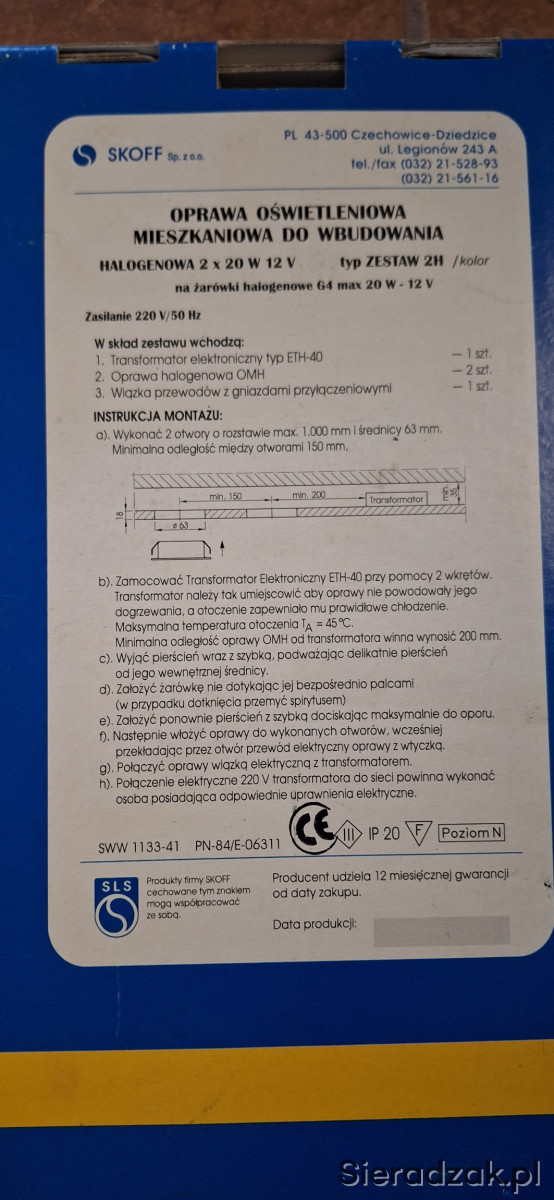 SKOFF Sp. z o.o.
PL 43-500 Czechowice-Dziedzice
ul. Legionów 243 A
tel./fax (032) 21-528-93
(032) 21-561-16
OPRAWA OŚWIETLENIOWA
MIESZKANIOWA DO WBUDOWANIA
HALOGENOWA 2 x 20 W 12 V typ ZESTAW 2H /kolor
na żarówki halogenowe G4 max 20 W - 12 V
Zasilanie 220 V/50 Hz
W skład zestawu wchodzą:
1. Transformator elektroniczny typ ETH-40 – 1 szt.
2. Oprawa halogenowa OMH – 2 szt.
3. Wiązka przewodów z gniazdami przyłączeniowymi – 1 szt.
INSTRUKCJA MONTAŻU:
a). Wykonać 2 otwory o rozstawie max. 1.000 mm i średnicy 63 mm.
Minimalna odległość między otworami 150 mm.
min. 150 min. 200 Transformator min. 35
18
ø 63
b). Zamocować Transformator Elektroniczny ETH-40 przy pomocy 2 wkrętów.
Transformator należy tak umiejscowić aby oprawy nie powodowały jego
dogrzewania, a otoczenie zapewniało mu prawidłowe chłodzenie.
Maksymalna temperatura otoczenia TA = 45°C.
Minimalna odległość oprawy OMH od transformatora winna wynosić 200 mm.
c). Wyjąć pierścień wraz z szybką, podważając delikatnie pierścień
od jego wewnętrznej średnicy.
d). Założyć żarówkę nie dotykając jej bezpośrednio palcami
(w przypadku dotknięcia przemyć spirytusem)
e). Założyć ponownie pierścień z szybką dociskając maksymalnie do oporu.
f). Następnie włożyć oprawy do wykonanych otworów, wcześniej
przekładając przez otwór przewód elektryczny oprawy z wtyczką.
g). Połączyć oprawy wiązką elektryczną z transformatorem.
h). Połączenie elektryczne 220 V transformatora do sieci powinna wykonać
osoba posiadająca odpowiednie uprawnienia elektryczne.
SWW 1133-41 PN-84/E-06311 CE III IP 20 F Poziom N
SLS
Produkty firmy SKOFF
cechowane tym znakiem
mogą współpracować
ze sobą.
Producent udziela 12 miesięcznej gwarancji
od daty zakupu.
Data produkcji:
Sieradzak.pl